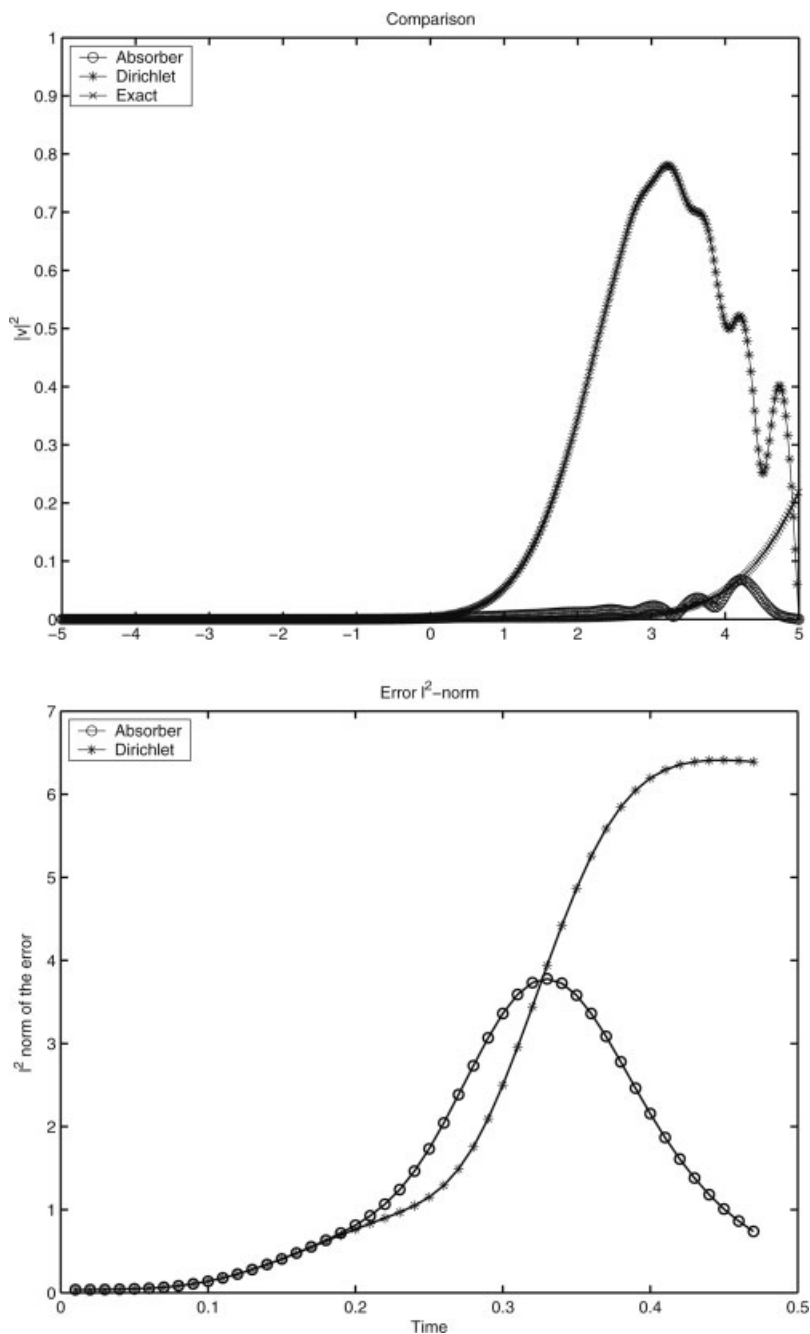 Comparison
1
Absorber
Dirichlet
Exact
0.9
0.8
0.7
0.6
|v|²
0.5
0.4
0.3
0.2
0.1
0
−5 −4 −3 −2 −1 0 1 2 3 4 5
Error l²−norm
7
Absorber
Dirichlet
6
5
4
l² norm of the error
3
2
1
0
0 0.1 0.2 0.3 0.4 0.5
Time